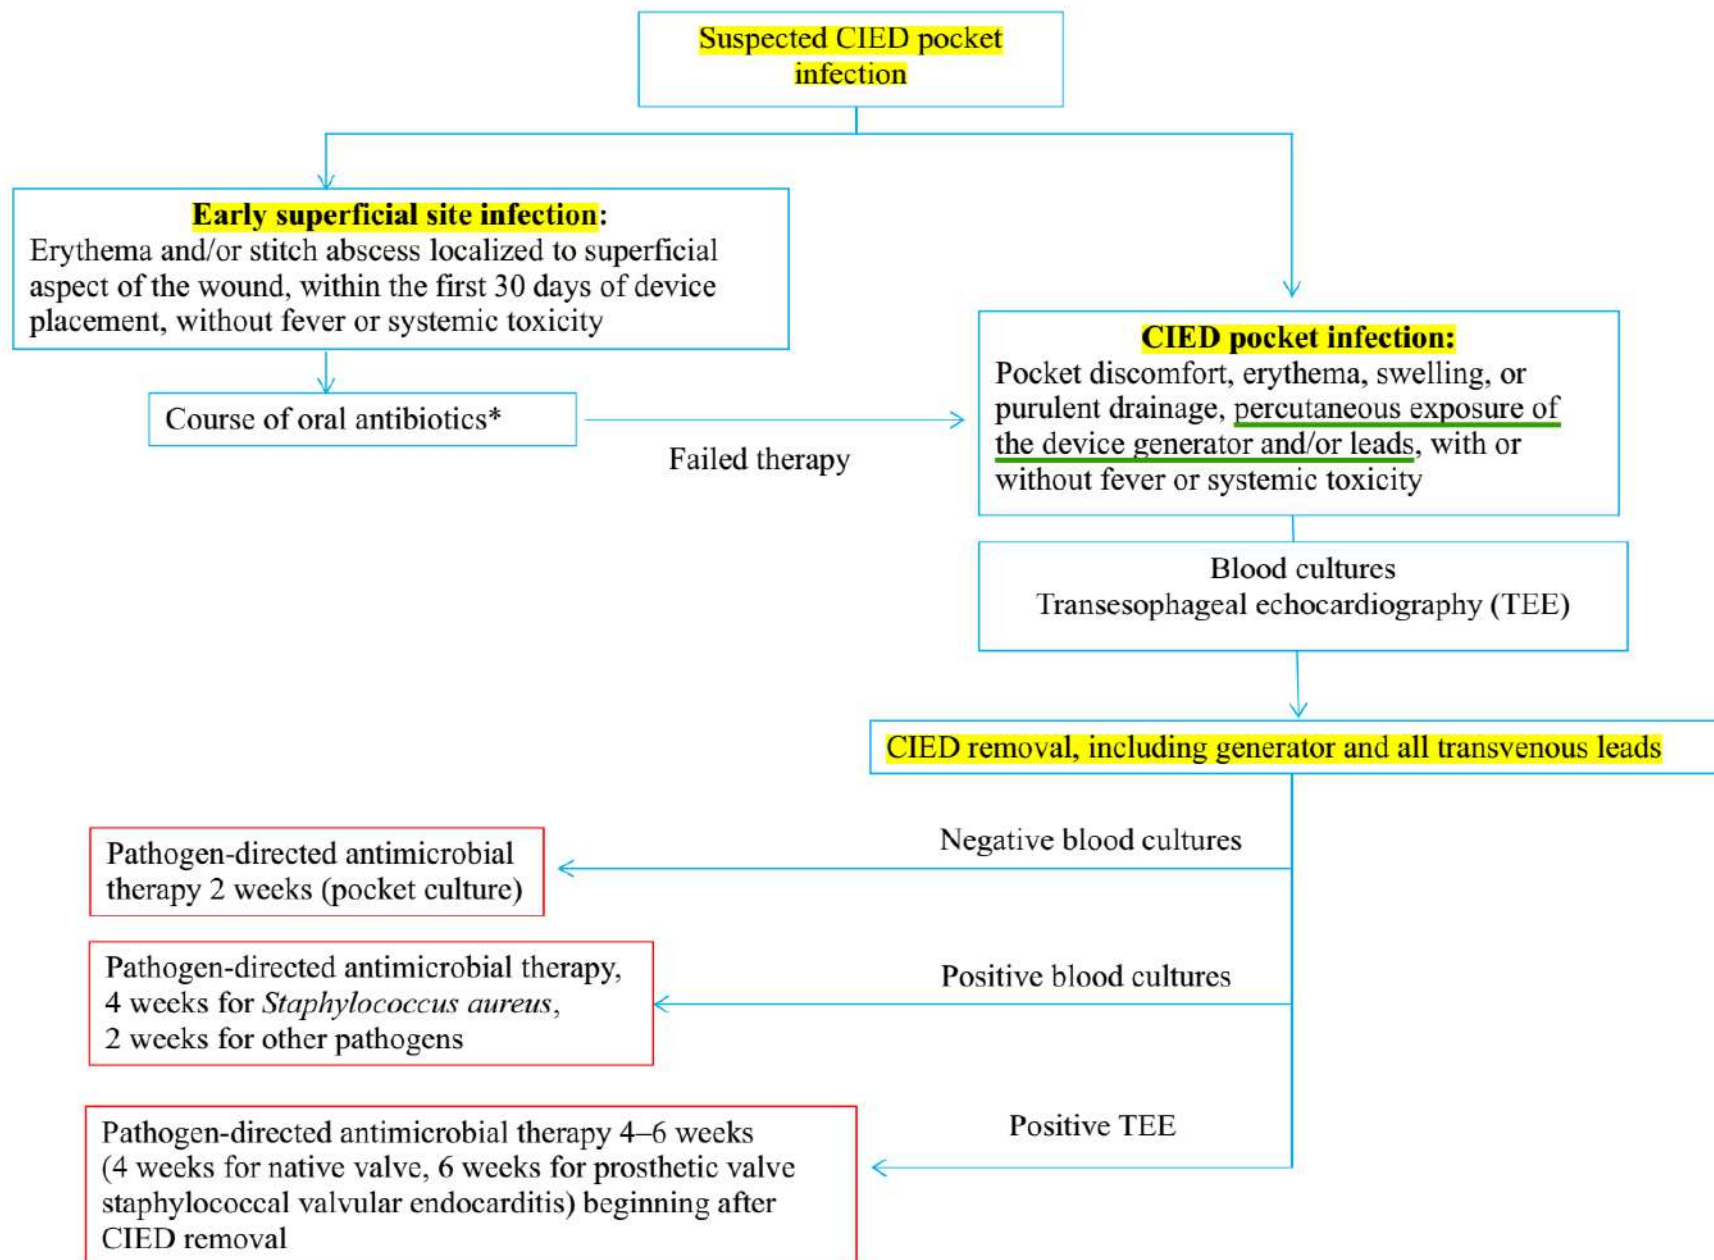 Suspected CIED pocket
infection
Early superficial site infection:
Erythema and/or stitch abscess localized to superficial
aspect of the wound, within the first 30 days of device
placement, without fever or systemic toxicity
Course of oral antibiotics*
Failed therapy
CIED pocket infection:
Pocket discomfort, erythema, swelling, or
purulent drainage, percutaneous exposure of
the device generator and/or leads, with or
without fever or systemic toxicity
Blood cultures
Transesophageal echocardiography (TEE)
CIED removal, including generator and all transvenous leads
Negative blood cultures
Pathogen-directed antimicrobial
therapy 2 weeks (pocket culture)
Positive blood cultures
Pathogen-directed antimicrobial therapy,
4 weeks for Staphylococcus aureus,
2 weeks for other pathogens
Positive TEE
Pathogen-directed antimicrobial therapy 4–6 weeks
(4 weeks for native valve, 6 weeks for prosthetic valve
staphylococcal valvular endocarditis) beginning after
CIED removal